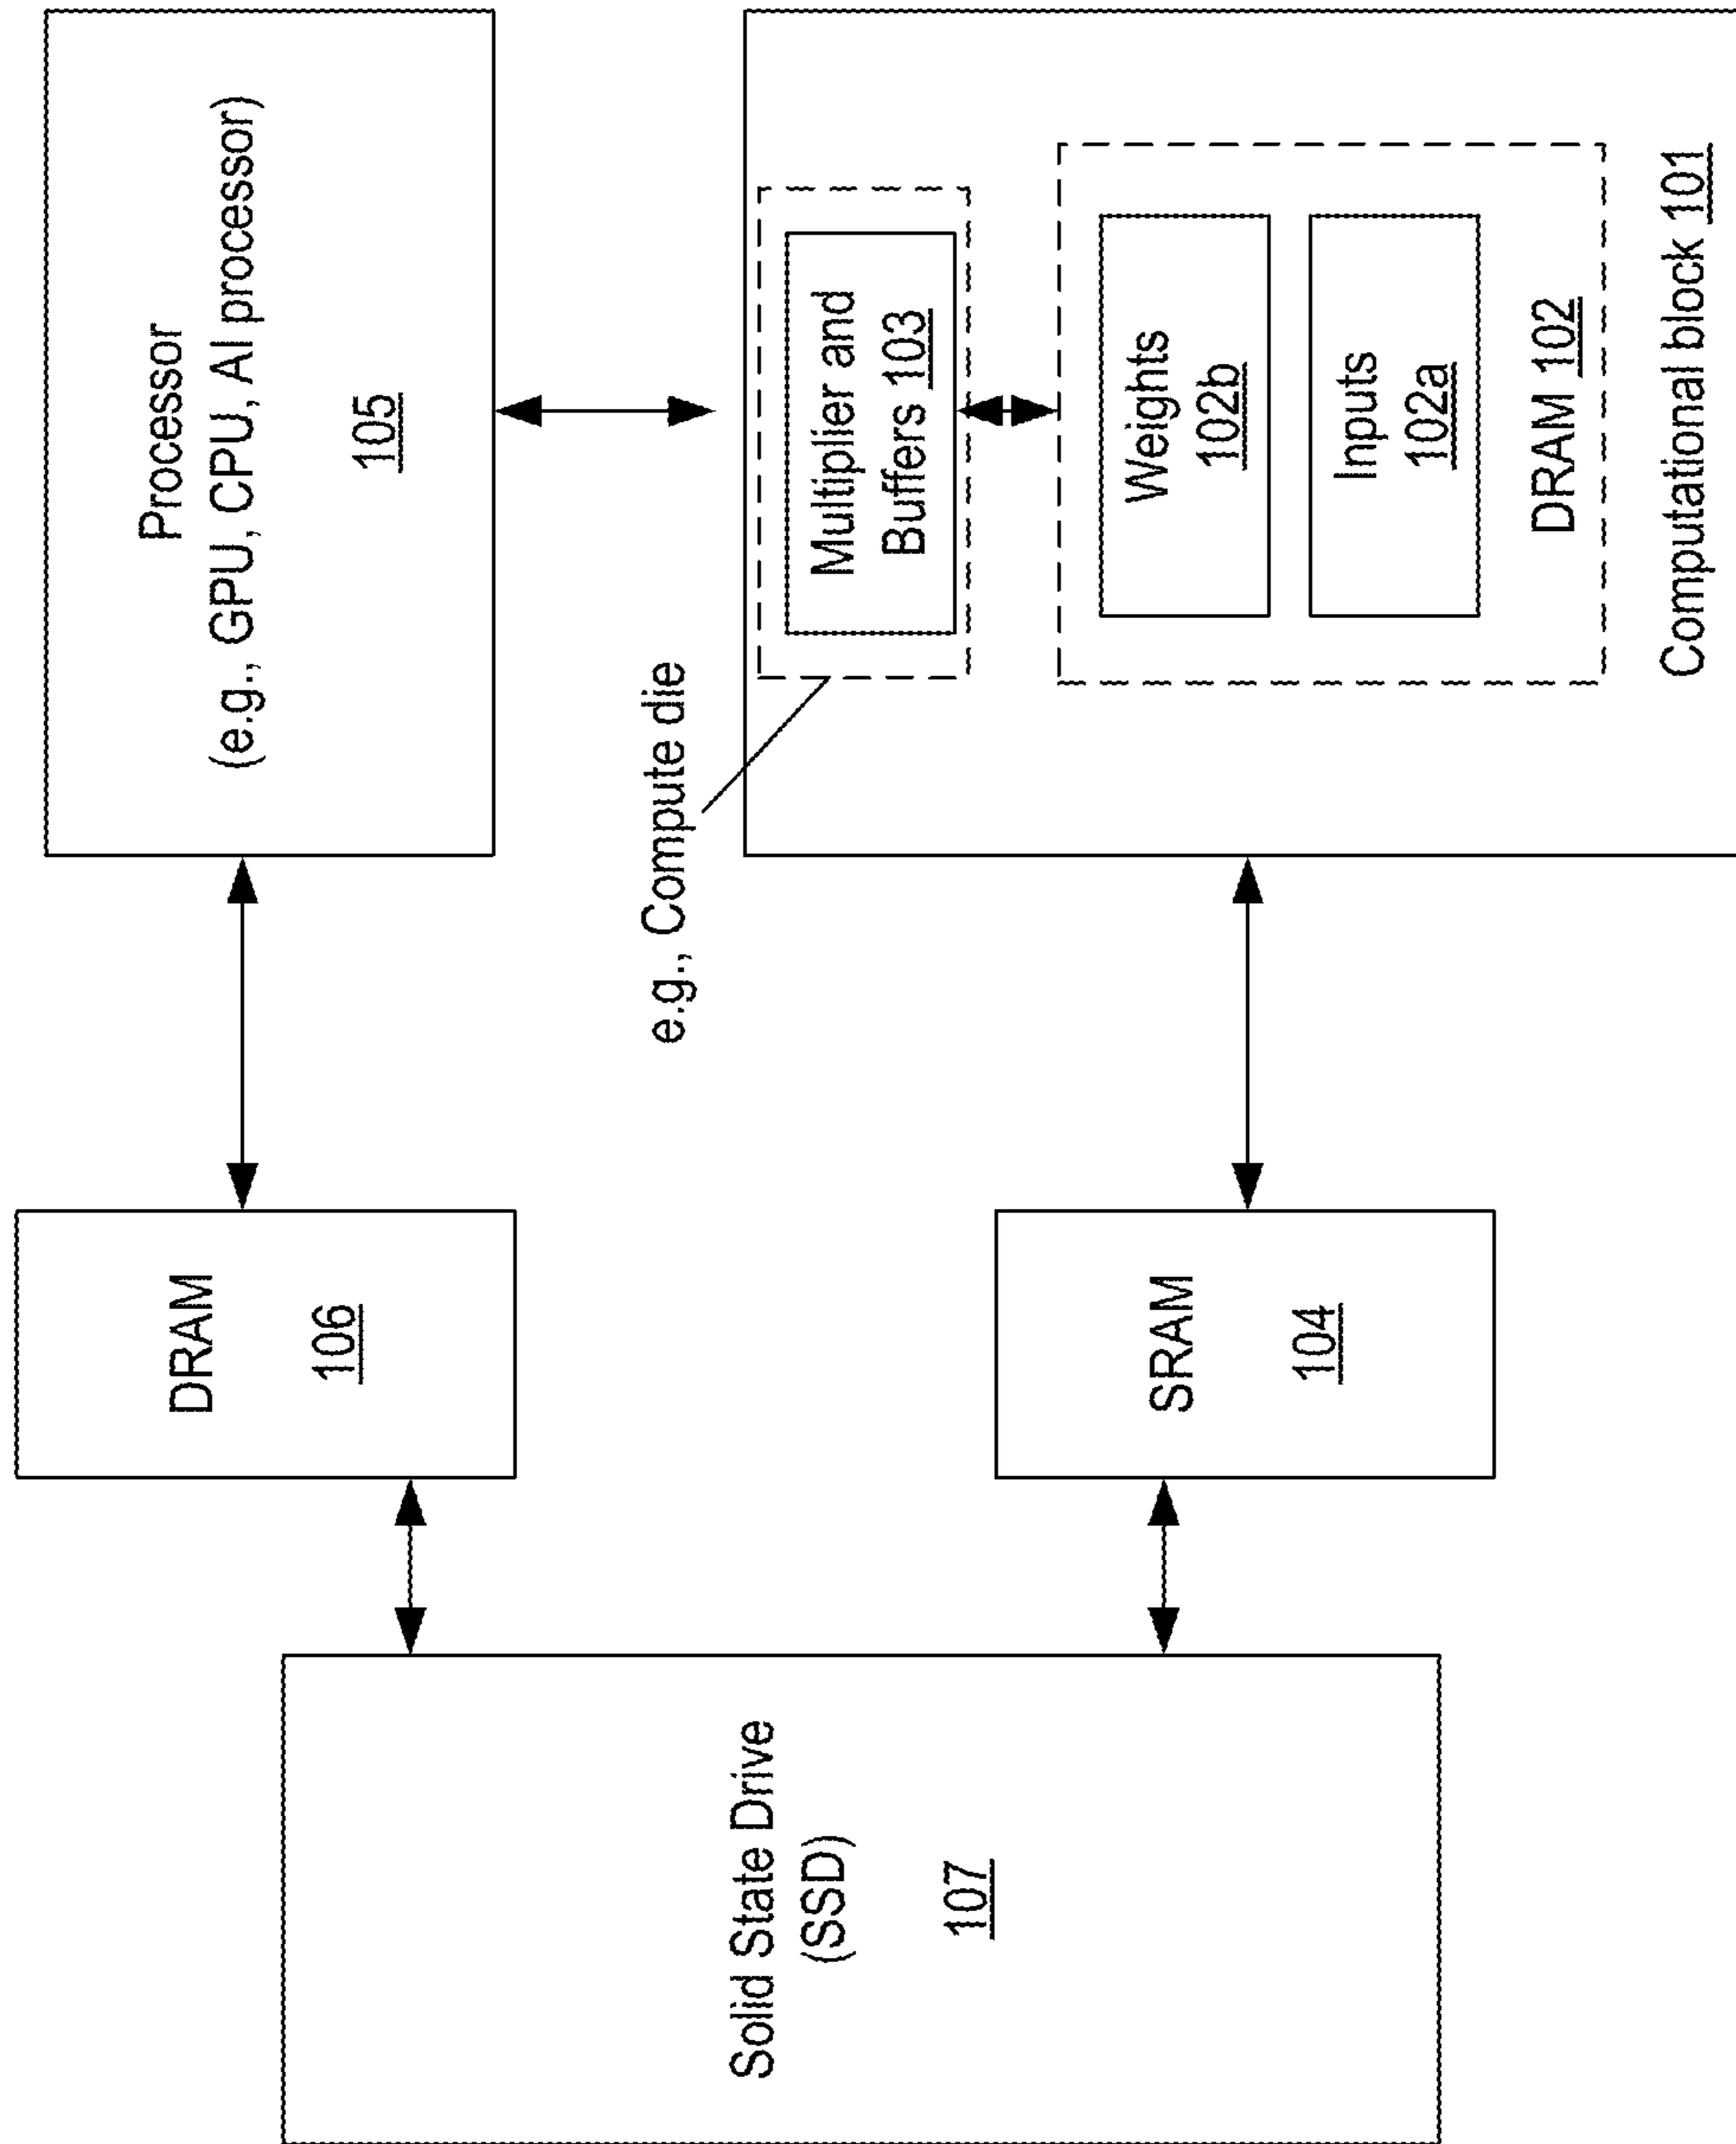 Processor
(e.g., GPU, CPU, AI processor)
105
DRAM
106
Solid State Drive
(SSD)
107
SRAM
104
e.g., Compute die
Multiplier and
Buffers 103
Weights
102b
Inputs
102a
DRAM 102
Computational block 101